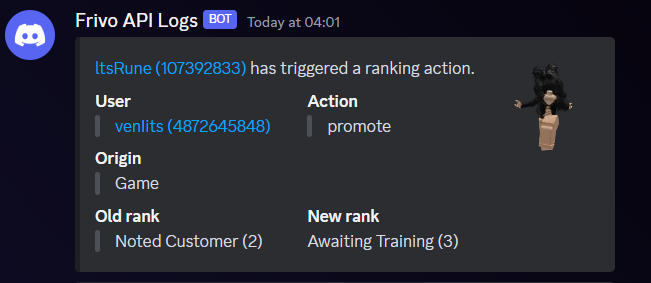 Frivo API Logs BOT Today at 04:01
ltsRune (107392833) has triggered a ranking action.
User Action
venlits (4872645848) promote
Origin
Game
Old rank New rank
Noted Customer (2) Awaiting Training (3)